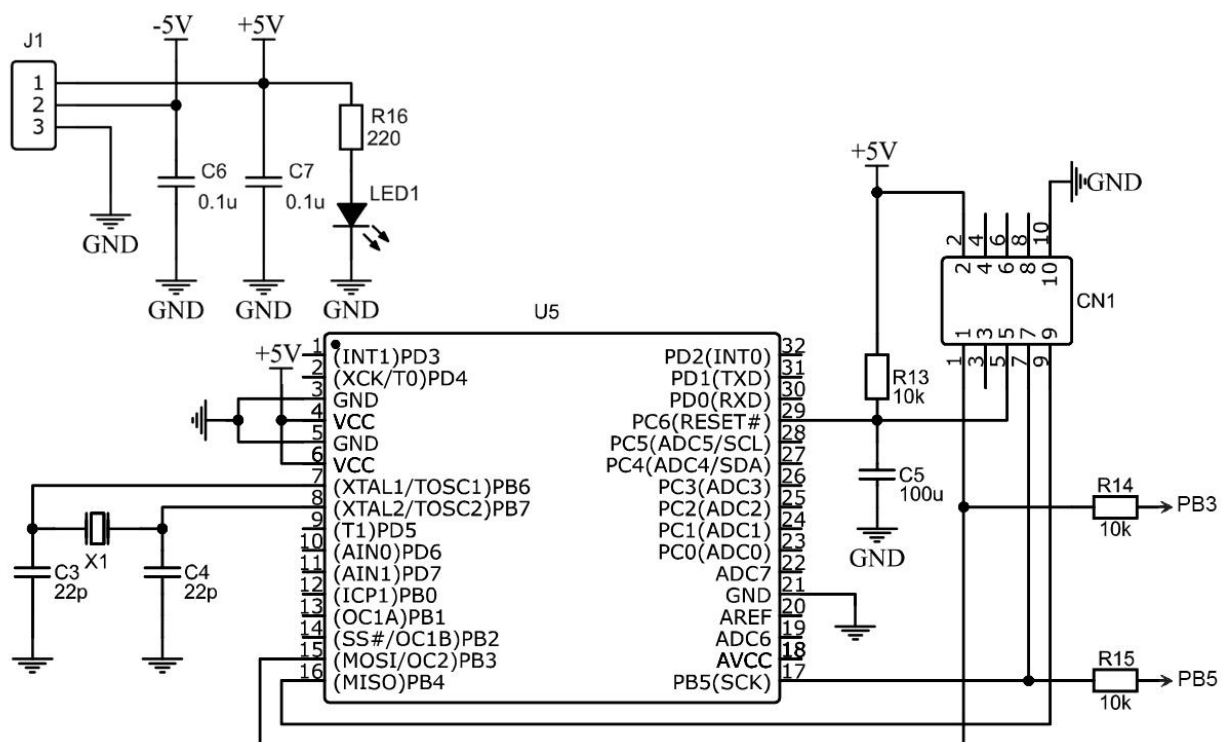 J1
-5V
+5V
1
2
3
GND
C6
0.1u
GND
C7
0.1u
GND
R16
220
LED1
GND
+5V
R13
10k
C5
100u
GND
GND
2 4 6 8 10
2 4 6 8 10
CN1
1 3 5 7 9
1 3 5 7 9
R14
10k
PB3
R15
10k
PB5
U5
+5V
1 (INT1)PD3
2 (XCK/T0)PD4
3 GND
4 VCC
5 GND
6 VCC
7 (XTAL1/TOSC1)PB6
8 (XTAL2/TOSC2)PB7
9 (T1)PD5
10 (AIN0)PD6
11 (AIN1)PD7
12 (ICP1)PB0
13 (OC1A)PB1
14 (SS#/OC1B)PB2
15 (MOSI/OC2)PB3
16 (MISO)PB4
PD2(INT0) 32
PD1(TXD) 31
PD0(RXD) 30
PC6(RESET#) 29
PC5(ADC5/SCL) 28
PC4(ADC4/SDA) 27
PC3(ADC3) 26
PC2(ADC2) 25
PC1(ADC1) 24
PC0(ADC0) 23
ADC7 22
GND 21
AREF 20
ADC6 19
AVCC 18
PB5(SCK) 17
X1
C3
22p
C4
22p